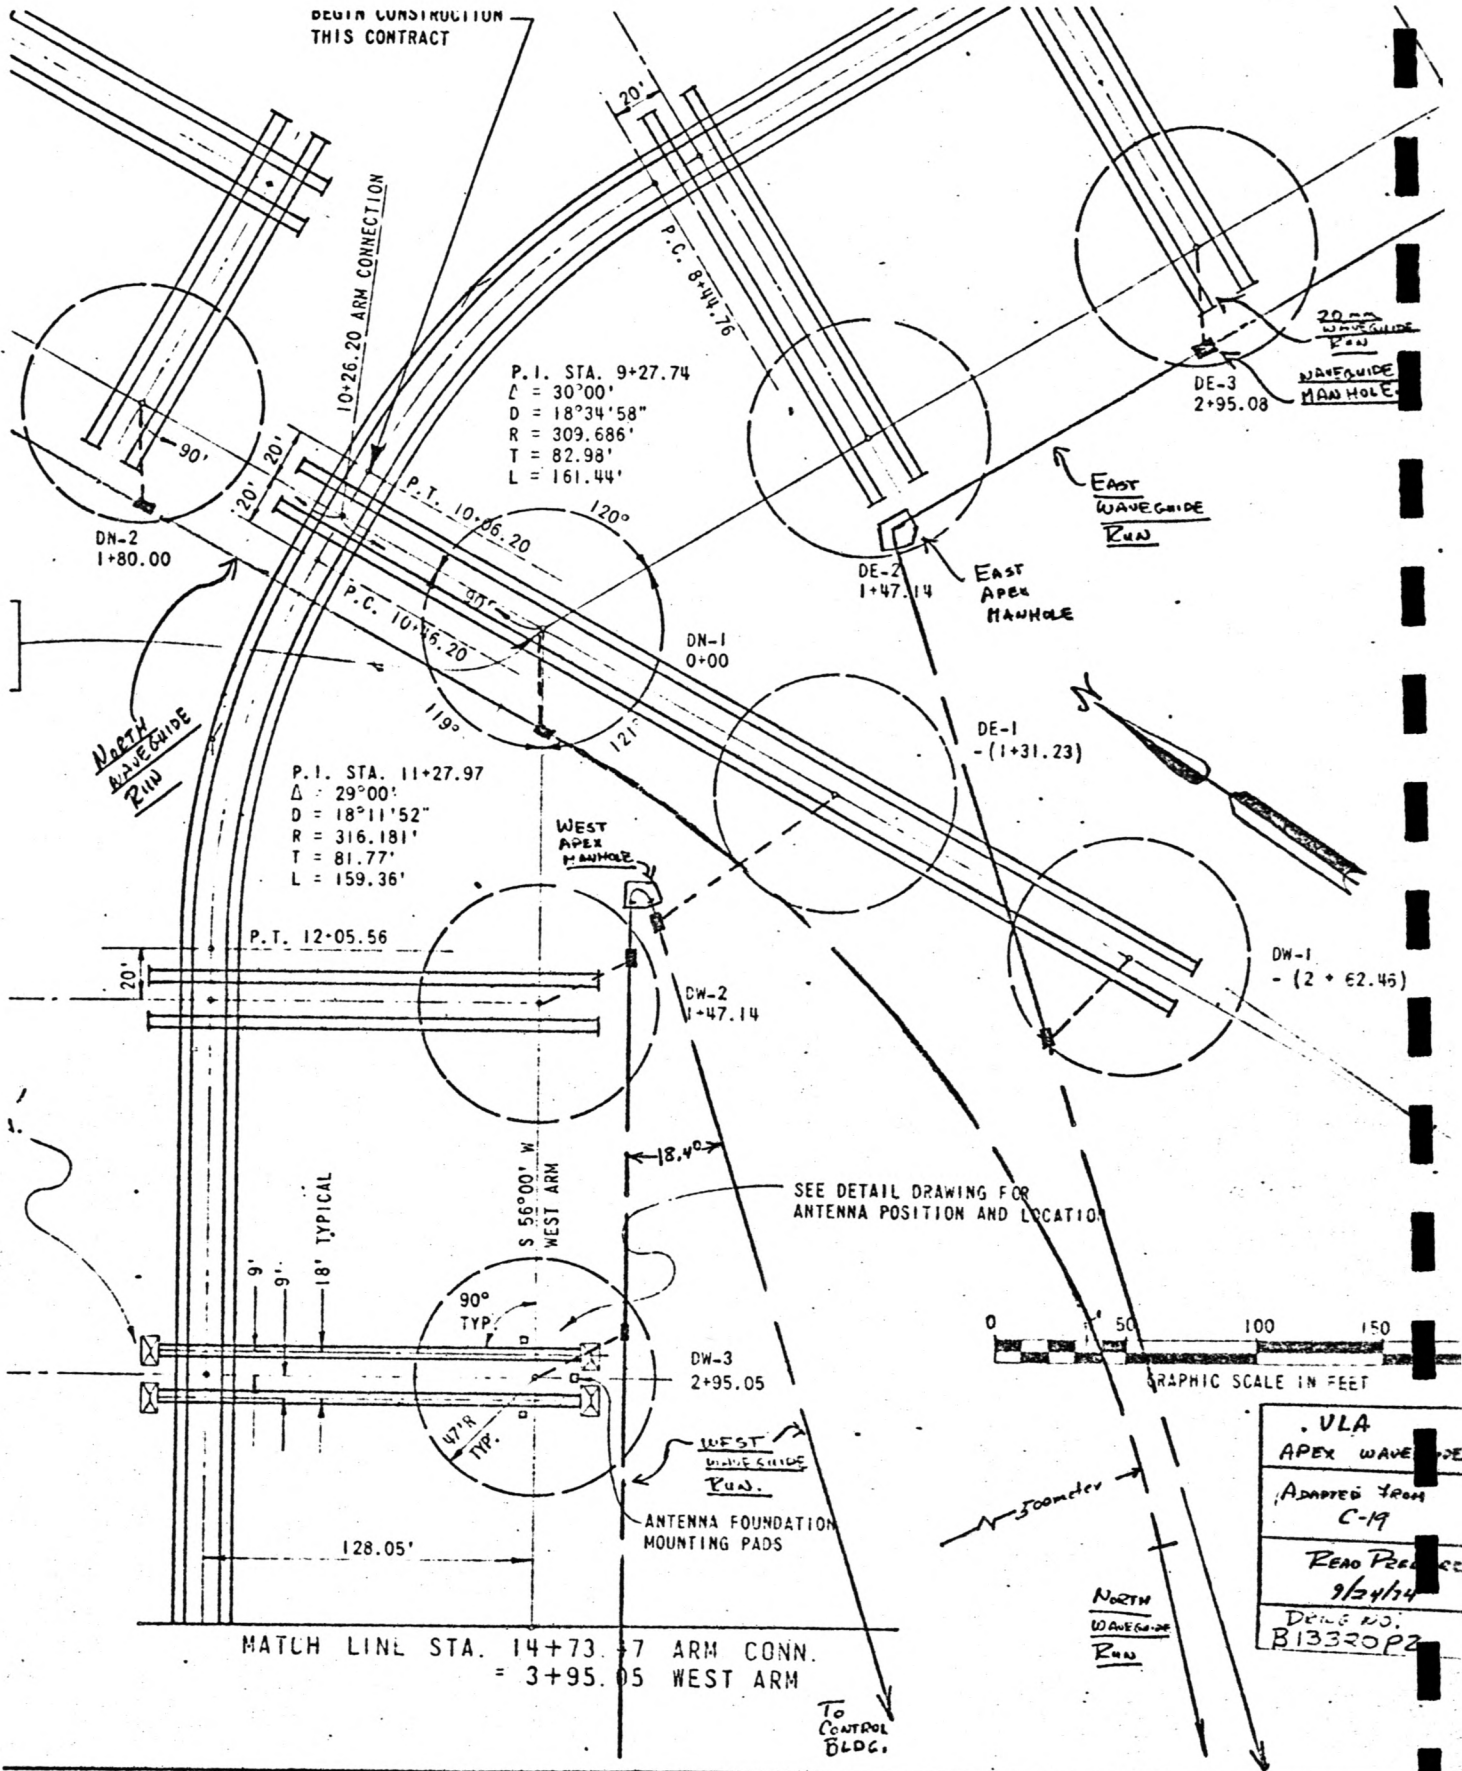 BEGIN CONSTRUCTION
THIS CONTRACT
20'
10+26.20 ARM CONNECTION
P.C. 8+44.76
P.I. STA. 9+27.74
Δ = 30°00'
D = 18°34'58"
R = 309.686'
T = 82.98'
L = 161.44'
20 mm
WAVEGUIDE
RUN
WAVEGUIDE
MANHOLE
DE-3
2+95.08
90'
20'
20'
P.T. 10+06.20
120°
EAST
WAVEGUIDE
RUN
DN-2
1+80.00
DE-2
1+47.14
EAST
APEX
MANHOLE
90'
P.C. 10+46.20
DN-1
0+00
119°
121°
N
DE-1
-(1+31.23)
NORTH
WAVEGUIDE
RUN
P.I. STA. 11+27.97
Δ = 29°00'
D = 18°11'52"
R = 316.181'
T = 81.77'
L = 159.36'
WEST
APEX
MANHOLE
P.T. 12+05.56
20'
DW-2
1+47.14
DW-1
- (2 + 62.46)
18.4°
S 56°00' W
WEST ARM
SEE DETAIL DRAWING FOR
ANTENNA POSITION AND LOCATIO
9'
9'
18' TYPICAL
90°
TYP.
0 50 100 150
GRAPHIC SCALE IN FEET
DW-3
2+95.05
47'R
TYP.
WEST
WAVEGUIDE
RUN.
ANTENNA FOUNDATION
MOUNTING PADS
128.05'
500meter
VLA
APEX WAVE
ADAPTED FROM
C-19
READ
9/24/74
DRWG NO.
B13320P2
NORTH
WAVEGUIDE
RUN
MATCH LINE STA. 14+73. 7 ARM CONN.
= 3+95.05 WEST ARM
TO
CONTROL
BLDG.